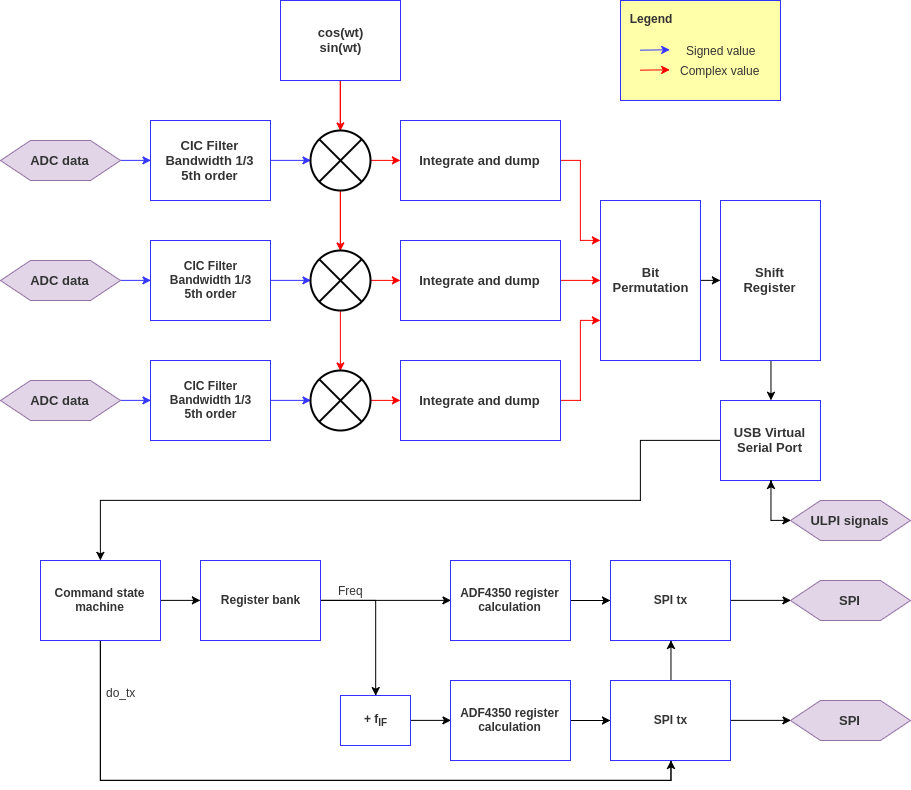 cos(wt)
sin(wt)
Legend
Signed value
Complex value
ADC data
CIC Filter
Bandwidth 1/3
5th order
Integrate and dump
ADC data
CIC Filter
Bandwidth 1/3
5th order
Integrate and dump
Bit
Permutation
Shift
Register
ADC data
CIC Filter
Bandwidth 1/3
5th order
Integrate and dump
USB Virtual
Serial Port
ULPI signals
Command state
machine
Register bank
Freq
ADF4350 register
calculation
SPI tx
SPI
do_tx
+ fIF
ADF4350 register
calculation
SPI tx
SPI